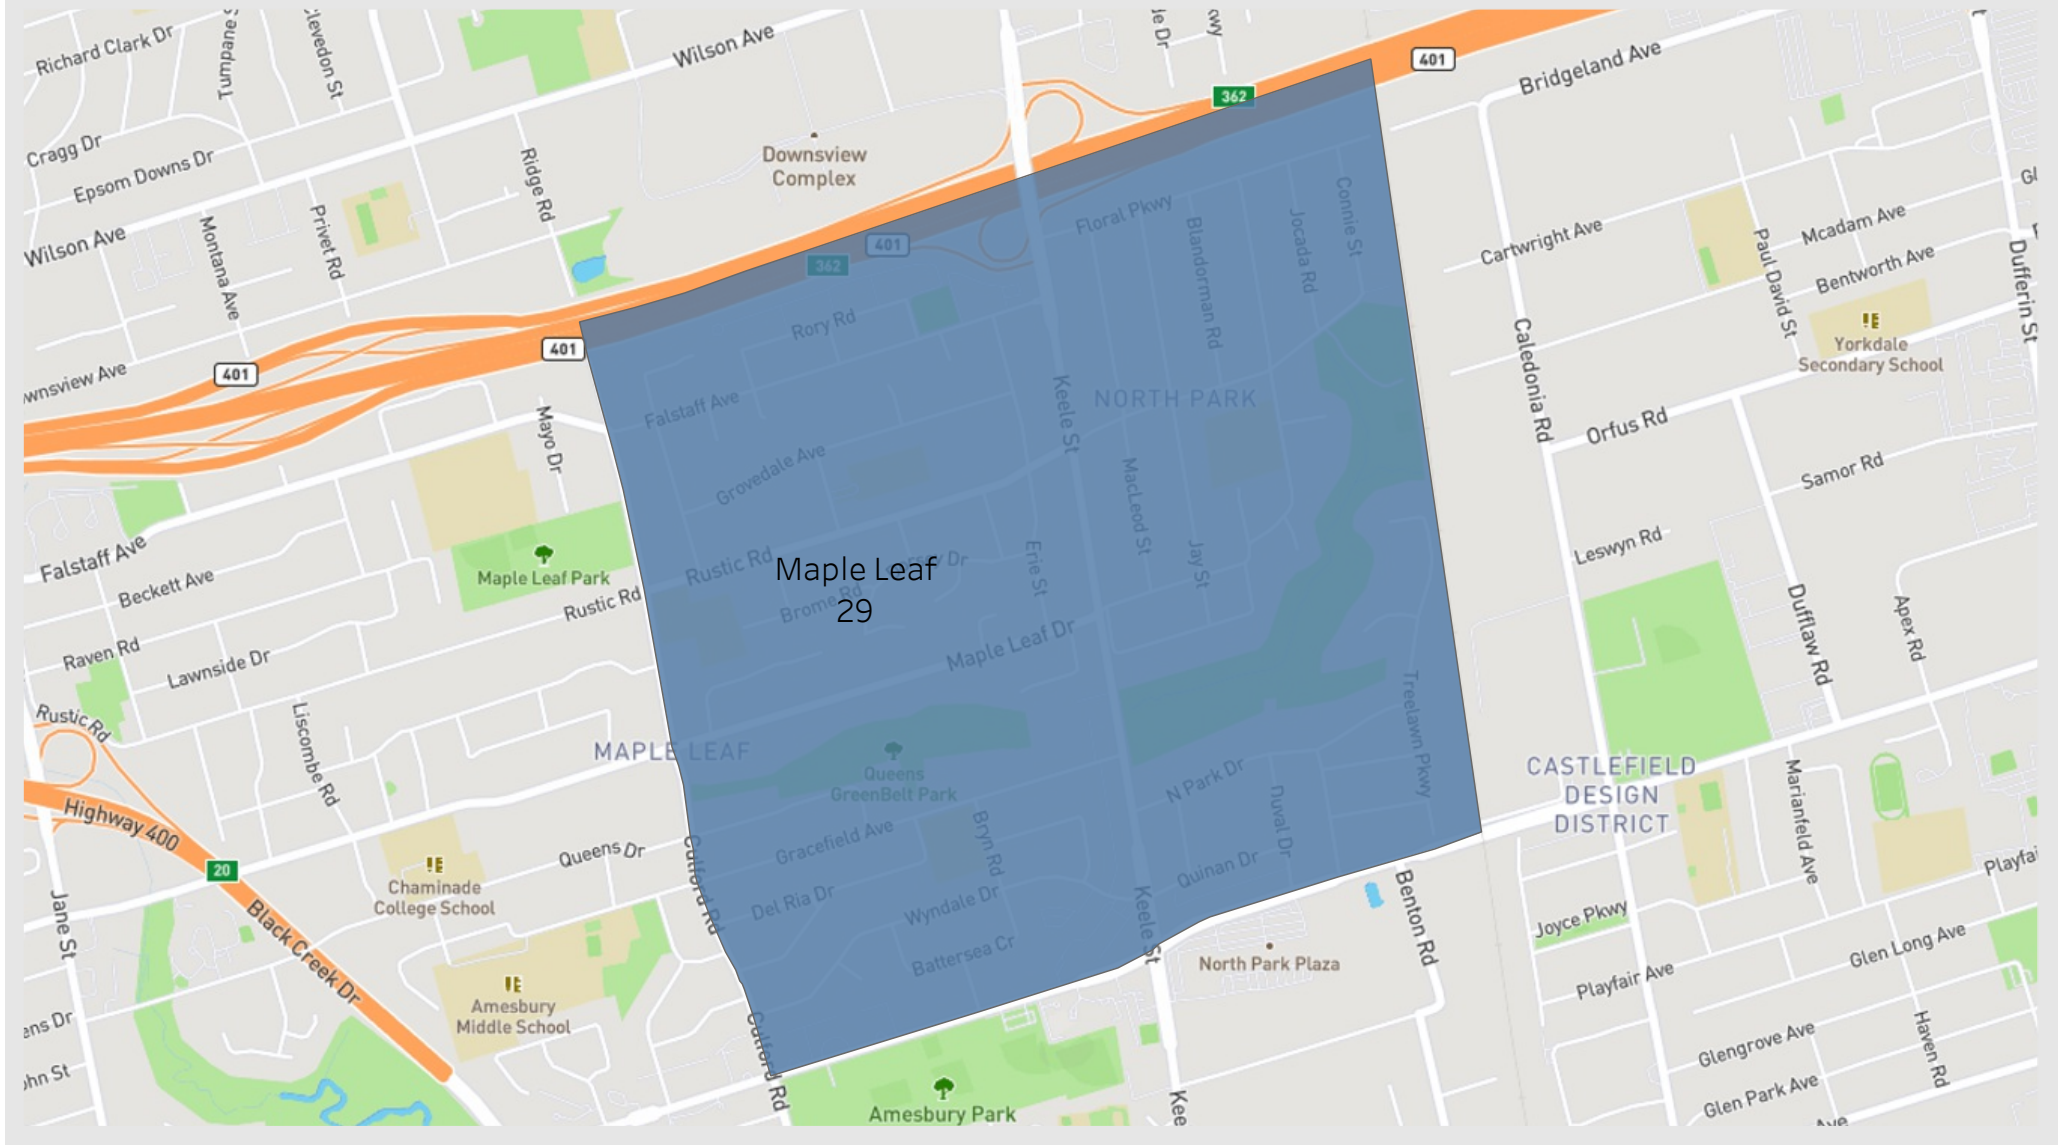 Richard Clark Dr
Clevedon St
Wilson Ave
401
Bridgeland Ave
362
Cragg Dr
Epsom Downs Dr
Downsview
Complex
Ridge Rd
Wilson Ave
Montana Ave
Privet Rd
Floral Pkwy
Blandorman Rd
Jocada Rd
Connie St
Cartwright Ave
Paul David St
Mcadam Ave
Bentworth Ave
Dufferin St
401
362
Rory Rd
401
401
Yorkdale
Secondary School
Caledonia Rd
Falstaff Ave
Keele St
NORTH PARK
Mayo Dr
Orfus Rd
Grovedale Ave
Samor Rd
MacLeod St
Jay St
Erie St
Falstaff Ave
Beckett Ave
Maple Leaf Park
Rustic Rd
Rustic Rd
Maple Leaf
29
Brome Rd
Leswyn Rd
Dufflaw Rd
Apex Rd
Raven Rd
Lawnside Dr
Maple Leaf Dr
Treelawn Pkwy
Rustic Rd
Liscombe Rd
MAPLE LEAF
Queens
GreenBelt Park
N Park Dr
Duval Dr
CASTLEFIELD
DESIGN
DISTRICT
Marianfeld Ave
Highway 400
20
Queens Dr
Culford Rd
Gracefield Ave
Bryn Rd
Quinan Dr
Chaminade
College School
Del Ria Dr
Wyndale Dr
Battersea Cr
Keele St
Benton Rd
Joyce Pkwy
Glen Long Ave
Jane St
Black Creek Dr
North Park Plaza
Playfair Ave
Amesbury
Middle School
Culford Rd
Glengrove Ave
Haven Rd
Glen Park Ave
Amesbury Park
Kee
Ave